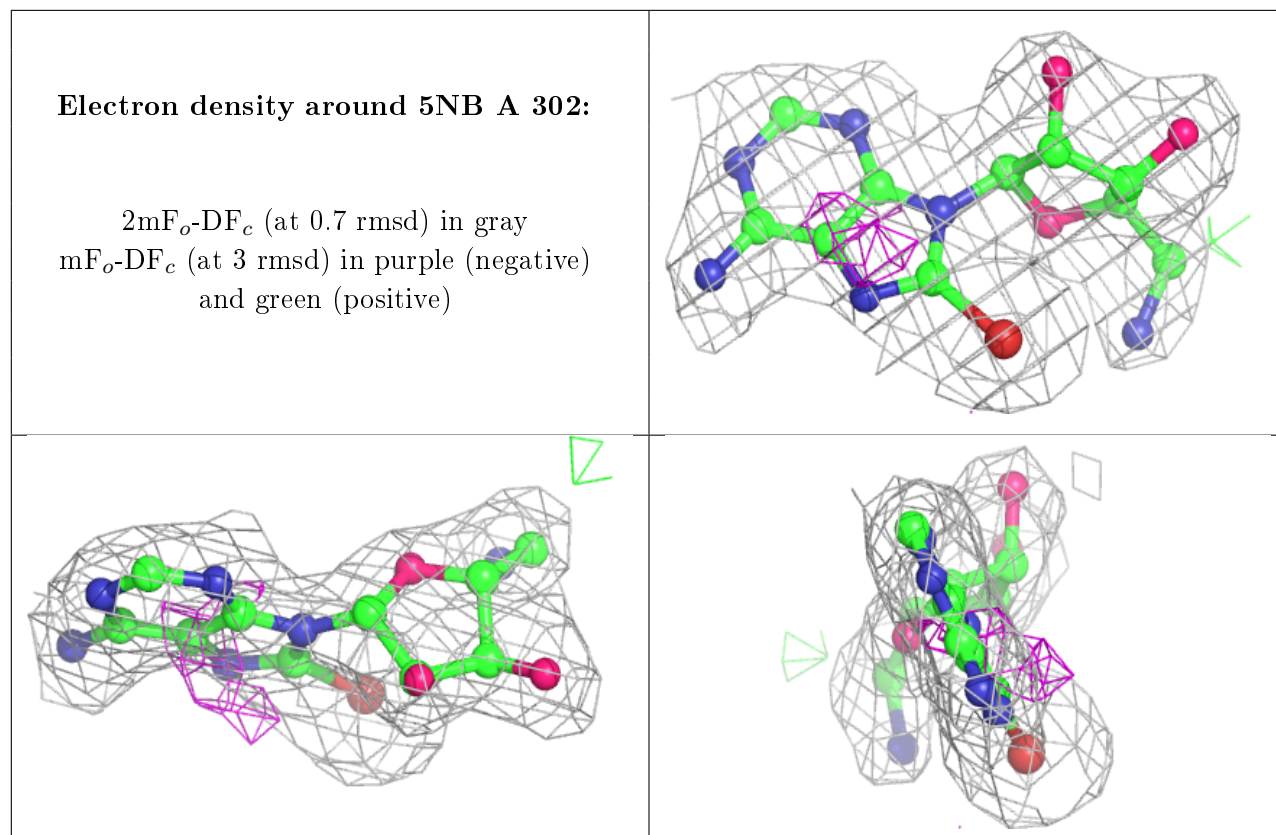 Electron density around 5NB A 302:
2mFₒ-DF𝒸 (at 0.7 rmsd) in gray
mFₒ-DF𝒸 (at 3 rmsd) in purple (negative)
and green (positive)